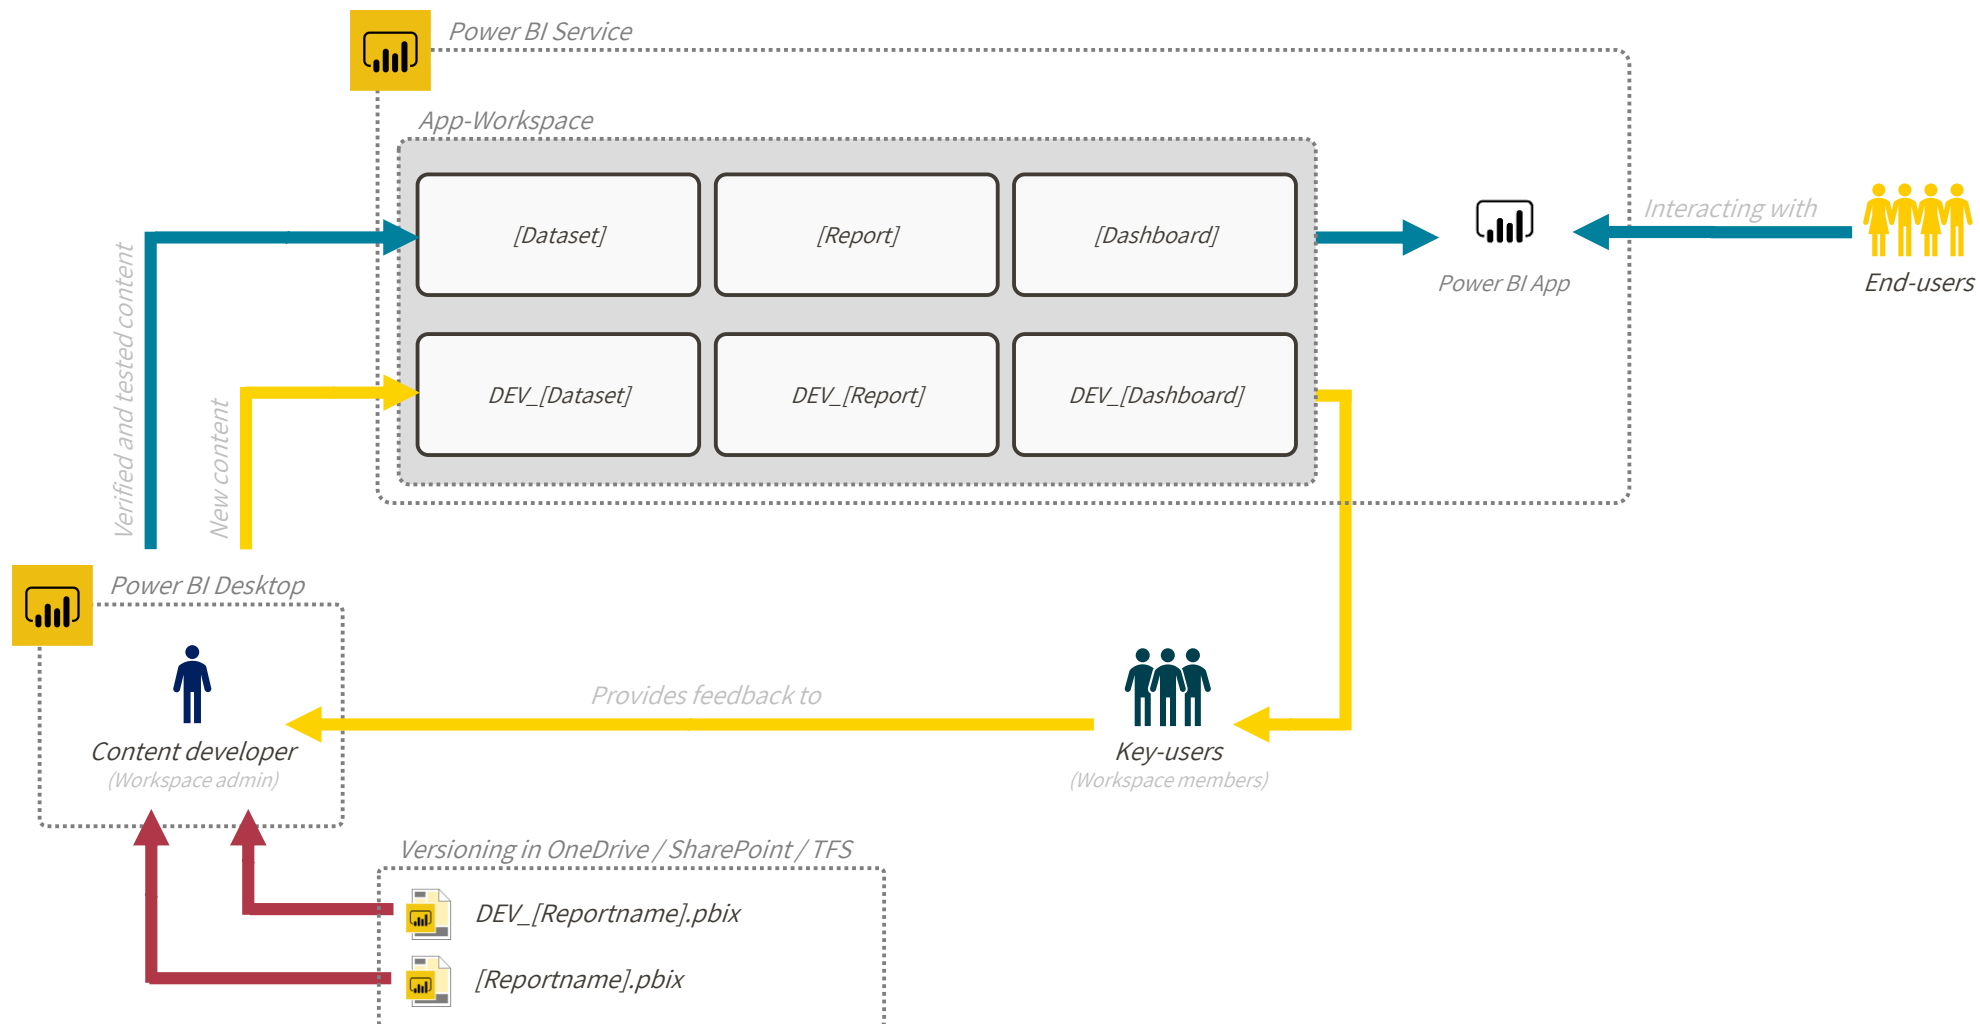 Power BI Service
App-Workspace
[Dataset]
[Report]
[Dashboard]
Power BI App
Interacting with
End-users
DEV_[Dataset]
DEV_[Report]
DEV_[Dashboard]
Verified and tested content
New content
Power BI Desktop
Content developer
(Workspace admin)
Provides feedback to
Key-users
(Workspace members)
Versioning in OneDrive / SharePoint / TFS
DEV_[Reportname].pbix
[Reportname].pbix